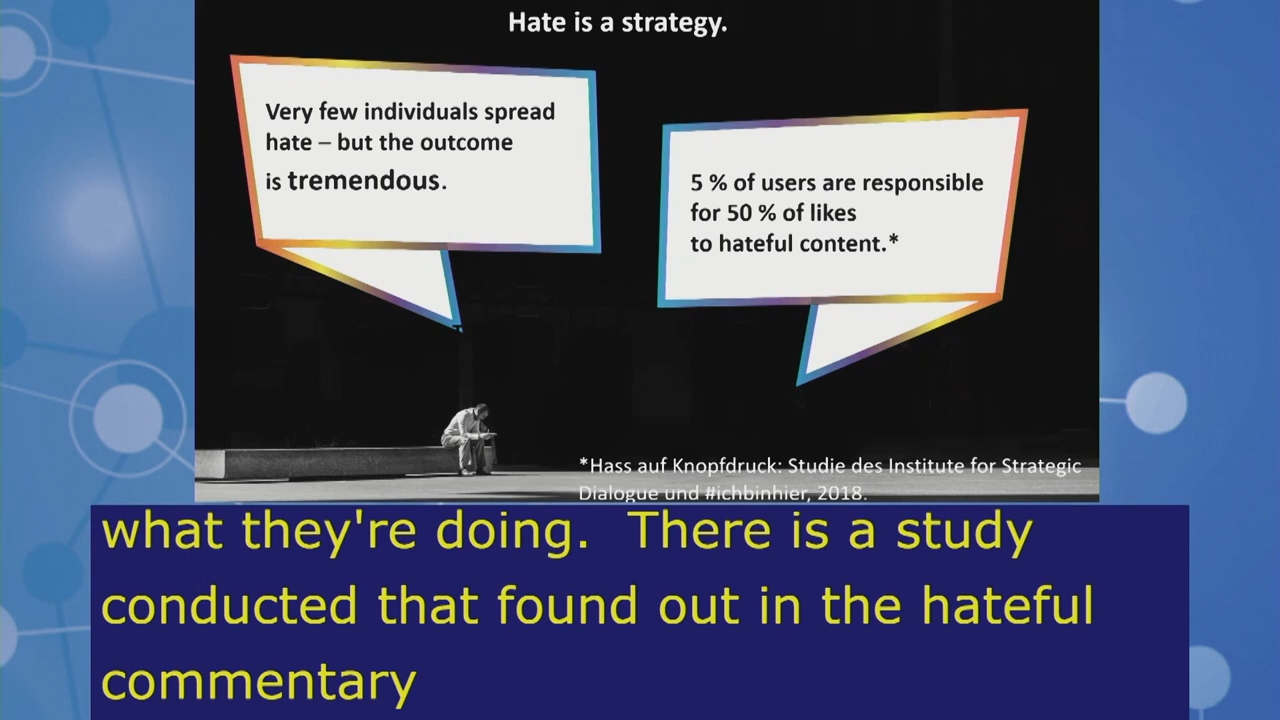 Hate is a strategy.
Very few individuals spread
hate – but the outcome
is tremendous.
5 % of users are responsible
for 50 % of likes
to hateful content.*
*Hass auf Knopfdruck: Studie des Institute for Strategic
Dialogue und #ichbinhier, 2018.
what they're doing.  There is a study
conducted that found out in the hateful
commentary